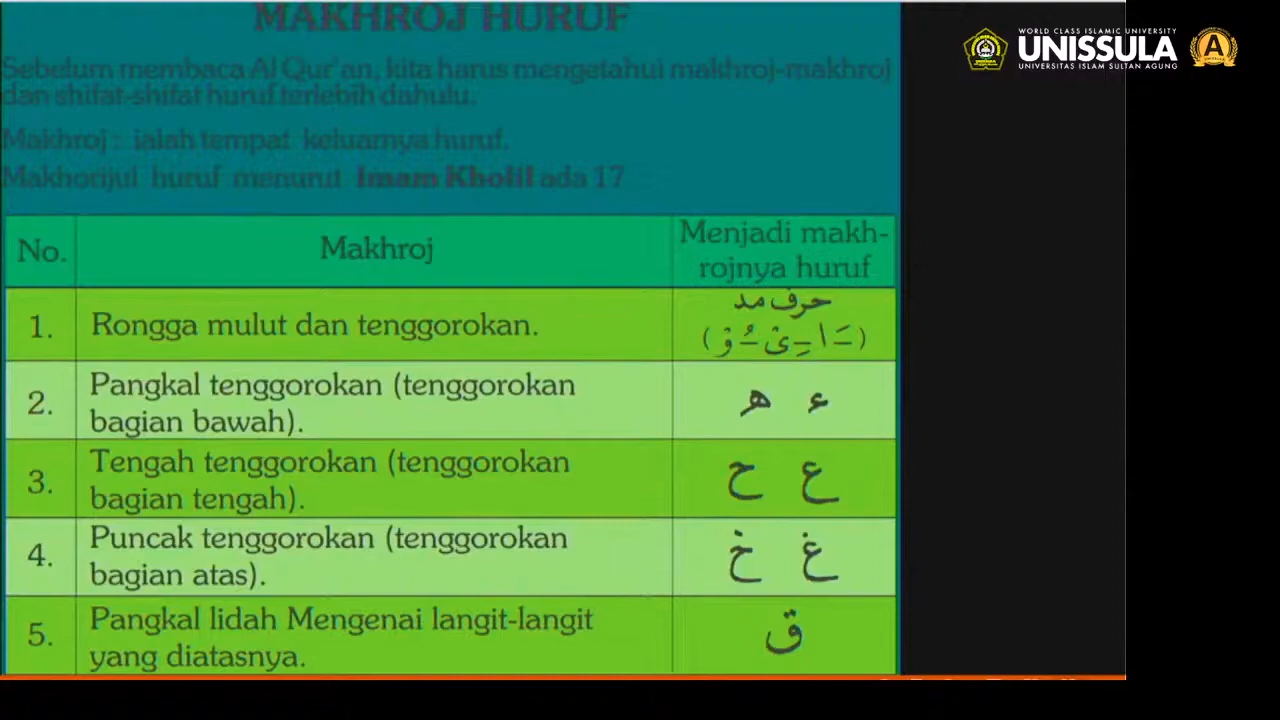 MAKHROJ HURUF
WORLD CLASS ISLAMIC UNIVERSITY
UNISSULA
UNIVERSITAS ISLAM SULTAN AGUNG
A
Sebelum membaca Al Qur'an, kita harus mengetahui makhroj-makhroj
dan shifat-shifat huruf terlebih dahulu.
Makhroj : ialah tempat keluarnya huruf.
Makhorijul huruf menurut Imam Kholil ada 17
No.
Makhroj
Menjadi makh-
rojnya huruf
1.
Rongga mulut dan tenggorokan.
حرف مد
(ـَا ـِىْ ـُوْ)
2.
Pangkal tenggorokan (tenggorokan
bagian bawah).
ء ه
3.
Tengah tenggorokan (tenggorokan
bagian tengah).
ع ح
4.
Puncak tenggorokan (tenggorokan
bagian atas).
غ خ
5.
Pangkal lidah Mengenai langit-langit
yang diatasnya.
ق